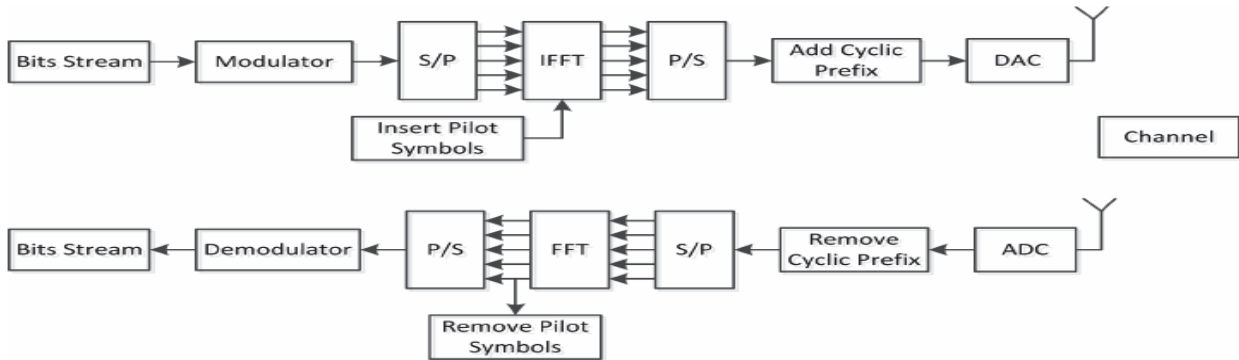 Bits Stream
Modulator
S/P
IFFT
P/S
Add Cyclic
Prefix
DAC
Insert Pilot
Symbols
Channel
Bits Stream
Demodulator
P/S
FFT
S/P
Remove
Cyclic Prefix
ADC
Remove Pilot
Symbols